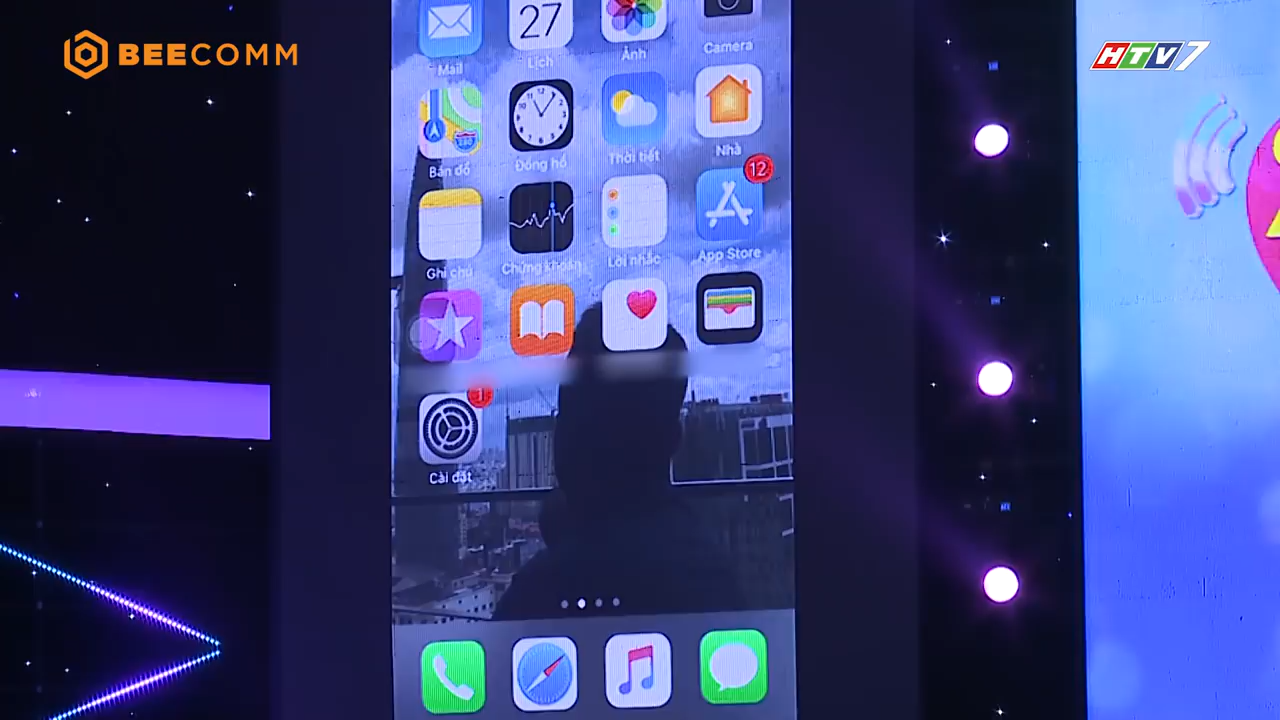 BEECOMM
HTV7
27
Mail
Lịch
Ảnh
Camera
Bản đồ
Đồng hồ
Thời tiết
Nhà
12
Ghi chú
Chứng khoán
Lời nhắc
App Store
1
Cài đặt